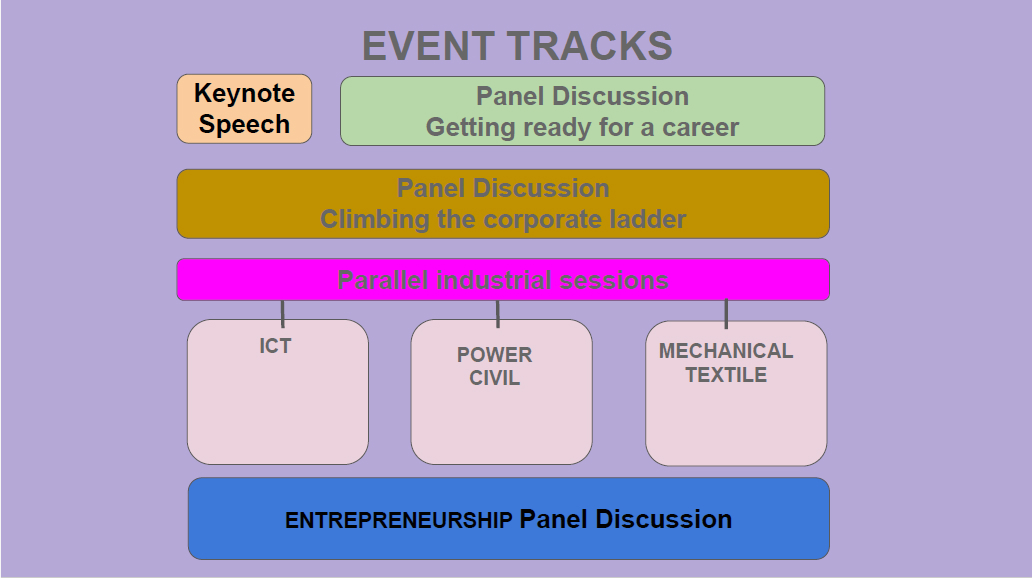 EVENT TRACKS
Keynote
Speech
Panel Discussion
Getting ready for a career
Panel Discussion
Climbing the corporate ladder
Parallel industrial sessions
ICT
POWER
CIVIL
MECHANICAL
TEXTILE
ENTREPRENEURSHIP Panel Discussion